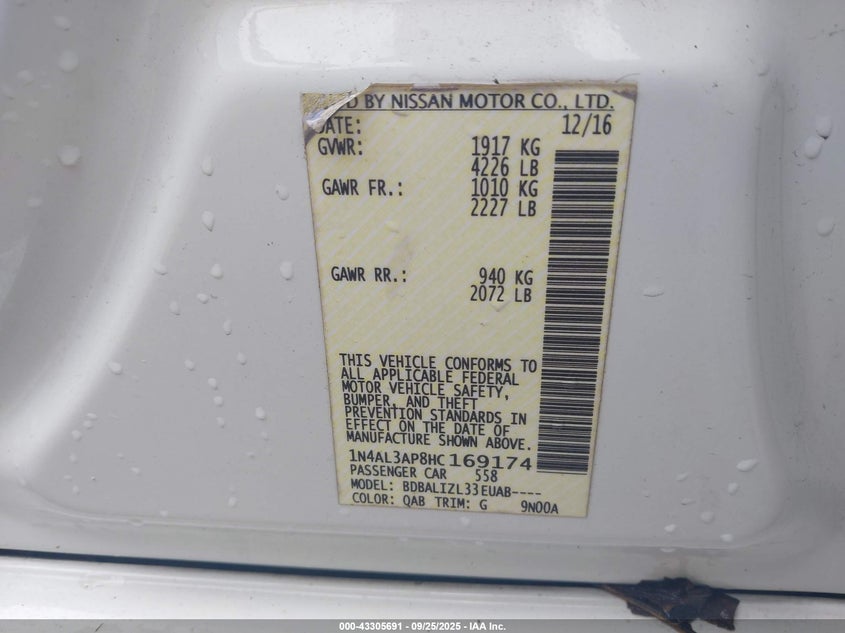 D BY NISSAN MOTOR CO., LTD.
DATE: 12/16
GVWR: 1917 KG
4226 LB
GAWR FR.: 1010 KG
2227 LB
GAWR RR.: 940 KG
2072 LB
THIS VEHICLE CONFORMS TO
ALL APPLICABLE FEDERAL
MOTOR VEHICLE SAFETY,
BUMPER, AND THEFT
PREVENTION STANDARDS IN
EFFECT ON THE DATE OF
MANUFACTURE SHOWN ABOVE.
1N4AL3AP8HC169174
PASSENGER CAR 558
MODEL: BDBALIZL33EUAB----
COLOR: QAB TRIM: G 9N00A
000-43305691 - 09/25/2025 - IAA Inc.